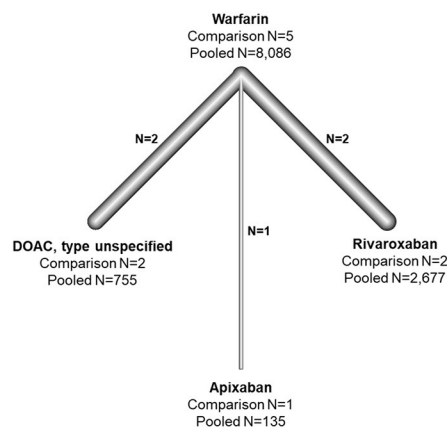 Warfarin
Comparison N=5
Pooled N=8,086
N=2
N=2
N=1
DOAC, type unspecified
Comparison N=2
Pooled N=755
Rivaroxaban
Comparison N=2
Pooled N=2,677
Apixaban
Comparison N=1
Pooled N=135